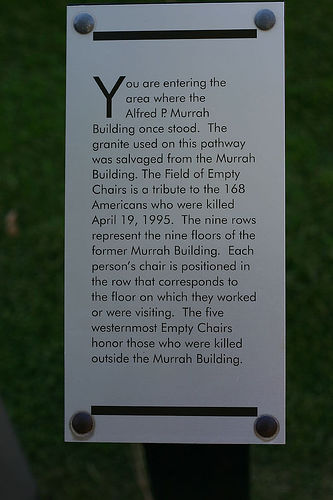 You are entering the
area where the
Alfred P. Murrah
Building once stood. The
granite used on this pathway
was salvaged from the Murrah
Building. The Field of Empty
Chairs is a tribute to the 168
Americans who were killed
April 19, 1995. The nine rows
represent the nine floors of the
former Murrah Building. Each
person's chair is positioned in
the row that corresponds to
the floor on which they worked
or were visiting. The five
westernmost Empty Chairs
honor those who were killed
outside the Murrah Building.